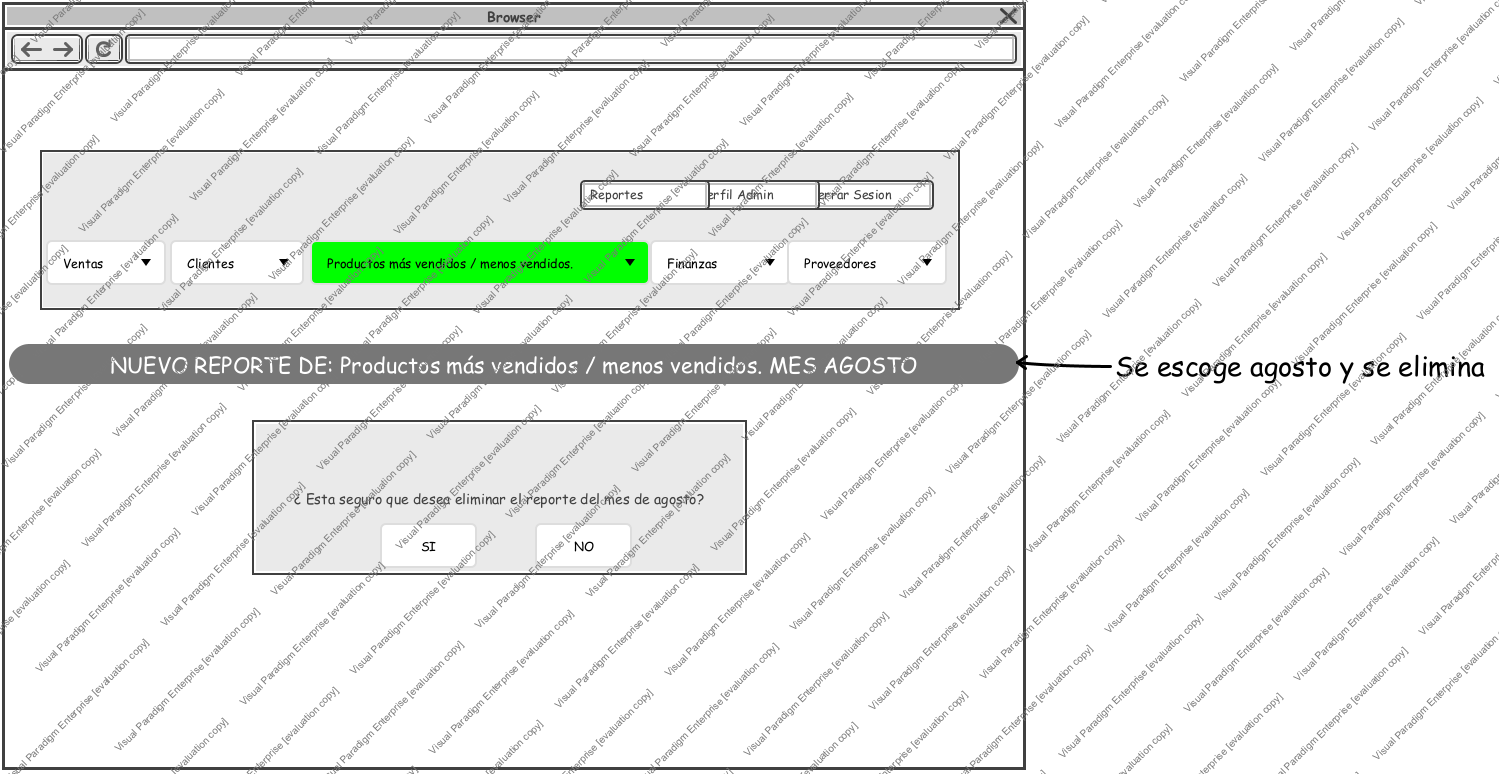 Browser
Reportes
erfil Admin
errar Sesion
Ventas
Clientes
Productos más vendidos / menos vendidos.
Finanzas
Proveedores
NUEVO REPORTE DE: Productos más vendidos / menos vendidos. MES AGOSTO
Se escoge agosto y se elimina
¿ Esta seguro que desea eliminar el reporte del mes de agosto?
SI
NO
Visual Paradigm Enterprise [evaluation copy]